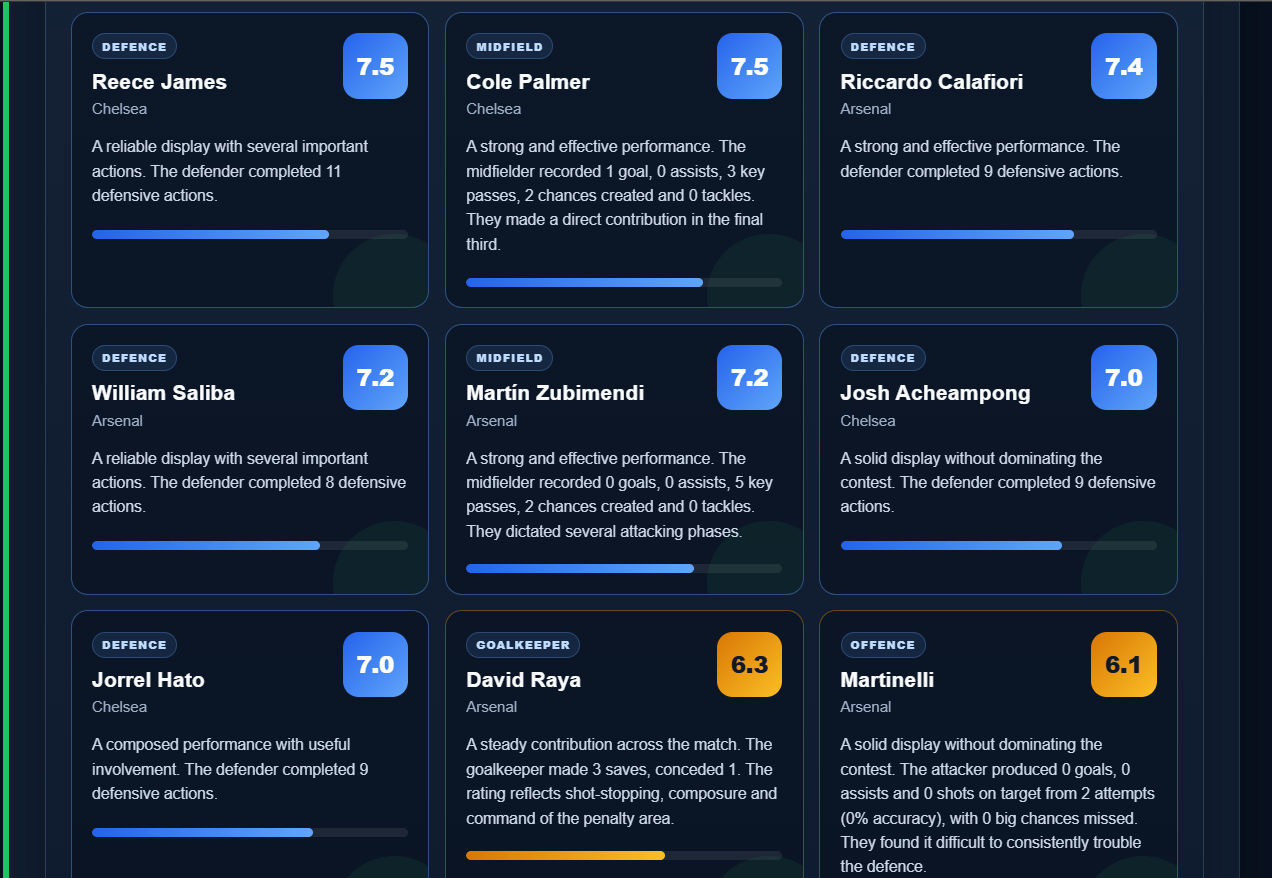 DEFENCE
7.5
Reece James
Chelsea
A reliable display with several important
actions. The defender completed 11
defensive actions.
MIDFIELD
7.5
Cole Palmer
Chelsea
A strong and effective performance. The
midfielder recorded 1 goal, 0 assists, 3 key
passes, 2 chances created and 0 tackles.
They made a direct contribution in the final
third.
DEFENCE
7.4
Riccardo Calafiori
Arsenal
A strong and effective performance. The
defender completed 9 defensive actions.
DEFENCE
7.2
William Saliba
Arsenal
A reliable display with several important
actions. The defender completed 8 defensive
actions.
MIDFIELD
7.2
Martín Zubimendi
Arsenal
A strong and effective performance. The
midfielder recorded 0 goals, 0 assists, 5 key
passes, 2 chances created and 0 tackles.
They dictated several attacking phases.
DEFENCE
7.0
Josh Acheampong
Chelsea
A solid display without dominating the
contest. The defender completed 9 defensive
actions.
DEFENCE
7.0
Jorrel Hato
Chelsea
A composed performance with useful
involvement. The defender completed 9
defensive actions.
GOALKEEPER
6.3
David Raya
Arsenal
A steady contribution across the match. The
goalkeeper made 3 saves, conceded 1. The
rating reflects shot-stopping, composure and
command of the penalty area.
OFFENCE
6.1
Martinelli
Arsenal
A solid display without dominating the
contest. The attacker produced 0 goals, 0
assists and 0 shots on target from 2 attempts
(0% accuracy), with 0 big chances missed.
They found it difficult to consistently trouble
the defence.